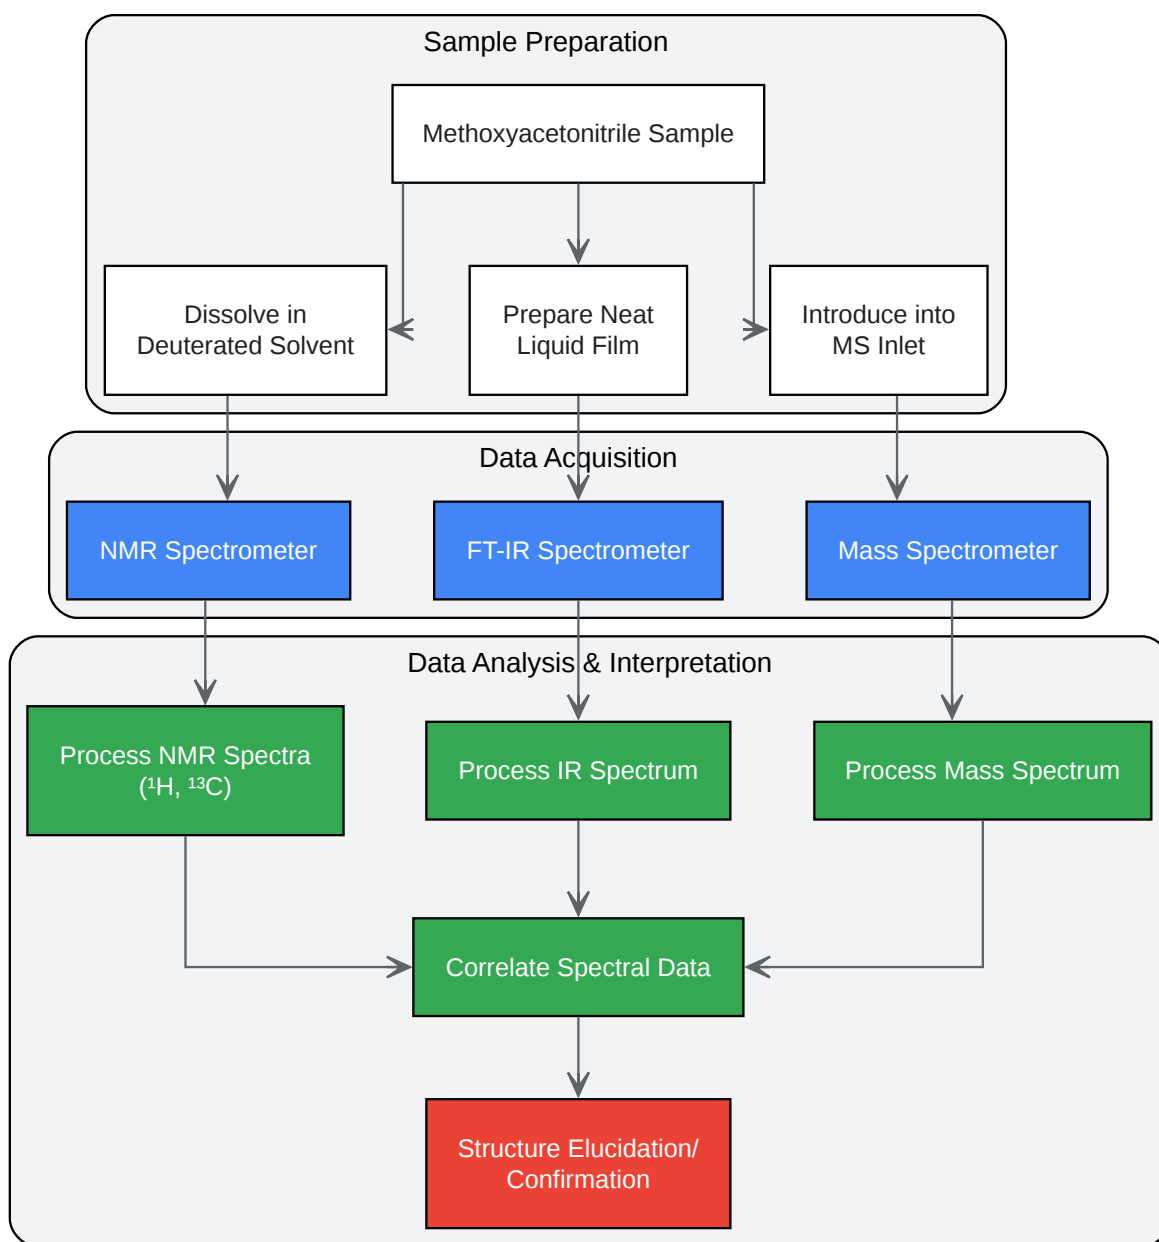 Sample Preparation
Methoxyacetonitrile Sample
Dissolve in
Deuterated Solvent
Prepare Neat
Liquid Film
Introduce into
MS Inlet
Data Acquisition
NMR Spectrometer
FT-IR Spectrometer
Mass Spectrometer
Data Analysis & Interpretation
Process NMR Spectra
(¹H, ¹³C)
Process IR Spectrum
Process Mass Spectrum
Correlate Spectral Data
Structure Elucidation/
Confirmation